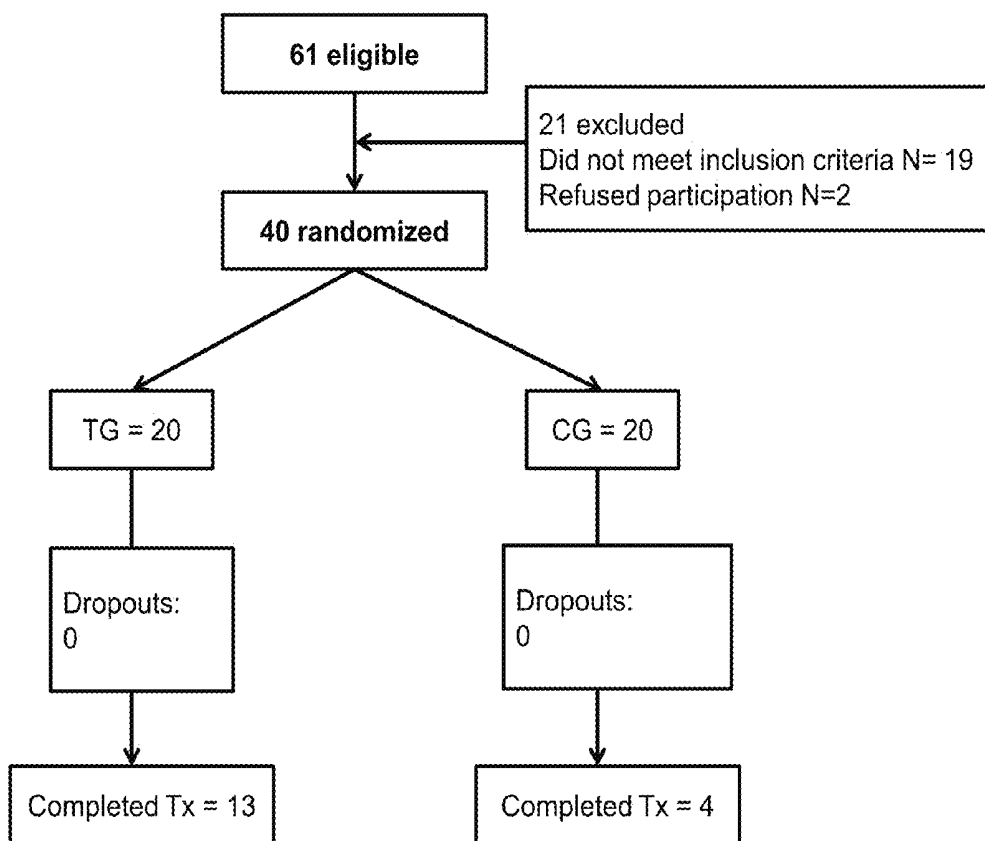 61 eligible
21 excluded
Did not meet inclusion criteria N= 19
Refused participation N=2
40 randomized
TG = 20
CG = 20
Dropouts:
0
Dropouts:
0
Completed Tx = 13
Completed Tx = 4